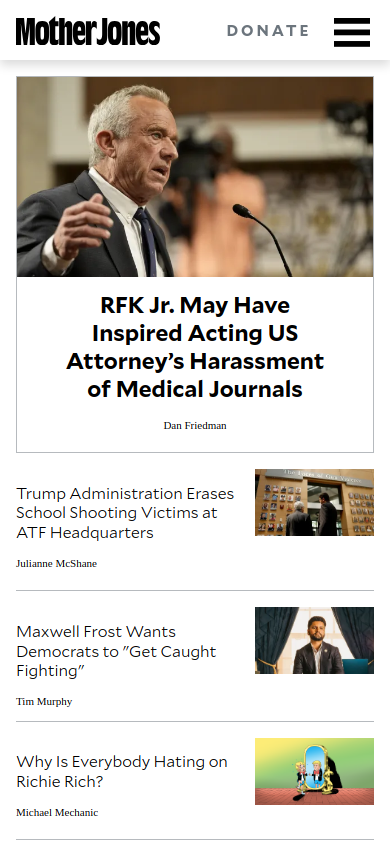 Mother Jones
DONATE
RFK Jr. May Have
Inspired Acting US
Attorney’s Harassment
of Medical Journals
Dan Friedman
Trump Administration Erases
School Shooting Victims at
ATF Headquarters
Julianne McShane
Maxwell Frost Wants
Democrats to "Get Caught
Fighting"
Tim Murphy
Why Is Everybody Hating on
Richie Rich?
Michael Mechanic